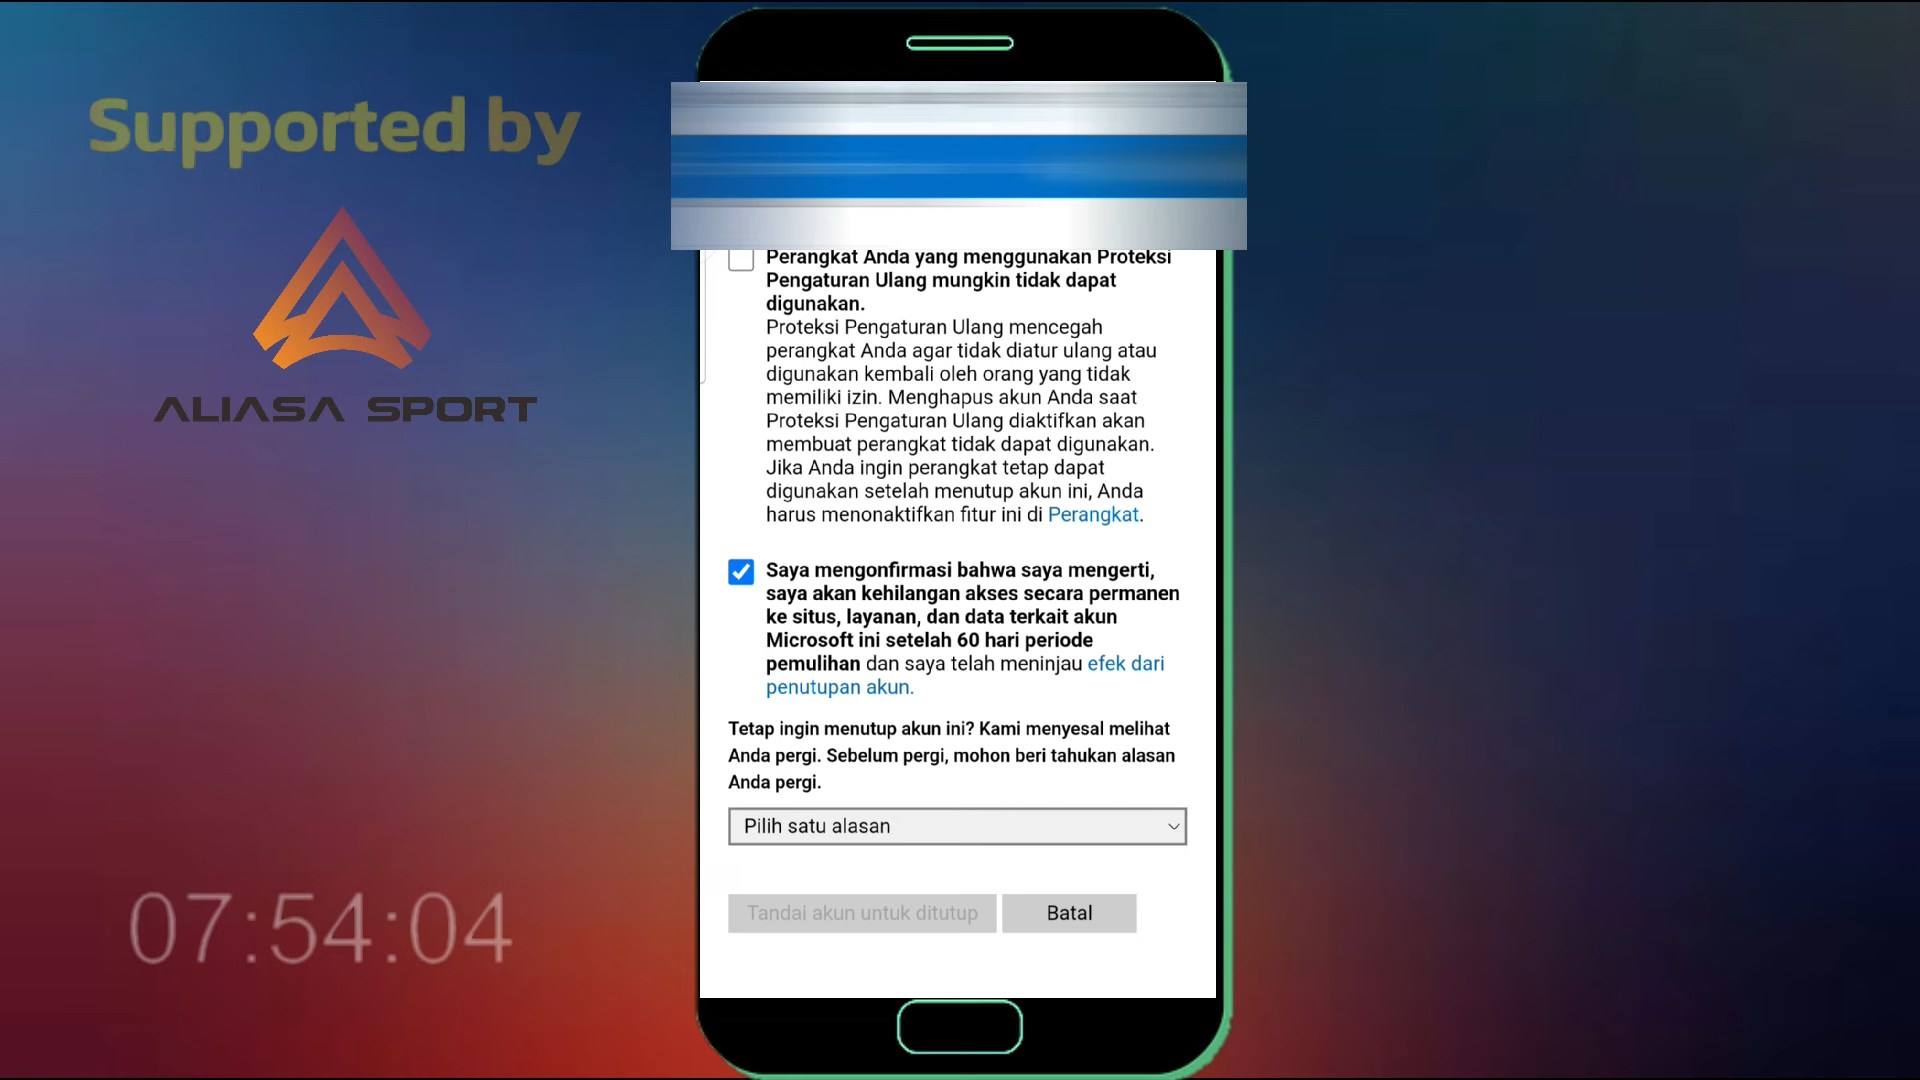 Supported by
ALIASA SPORT
07:54:04
Perangkat Anda yang menggunakan Proteksi
Pengaturan Ulang mungkin tidak dapat
digunakan.
Proteksi Pengaturan Ulang mencegah
perangkat Anda agar tidak diatur ulang atau
digunakan kembali oleh orang yang tidak
memiliki izin. Menghapus akun Anda saat
Proteksi Pengaturan Ulang diaktifkan akan
membuat perangkat tidak dapat digunakan.
Jika Anda ingin perangkat tetap dapat
digunakan setelah menutup akun ini, Anda
harus menonaktifkan fitur ini di Perangkat.
Saya mengonfirmasi bahwa saya mengerti,
saya akan kehilangan akses secara permanen
ke situs, layanan, dan data terkait akun
Microsoft ini setelah 60 hari periode
pemulihan dan saya telah meninjau efek dari
penutupan akun.
Tetap ingin menutup akun ini? Kami menyesal melihat
Anda pergi. Sebelum pergi, mohon beri tahukan alasan
Anda pergi.
Pilih satu alasan
Tandai akun untuk ditutup
Batal